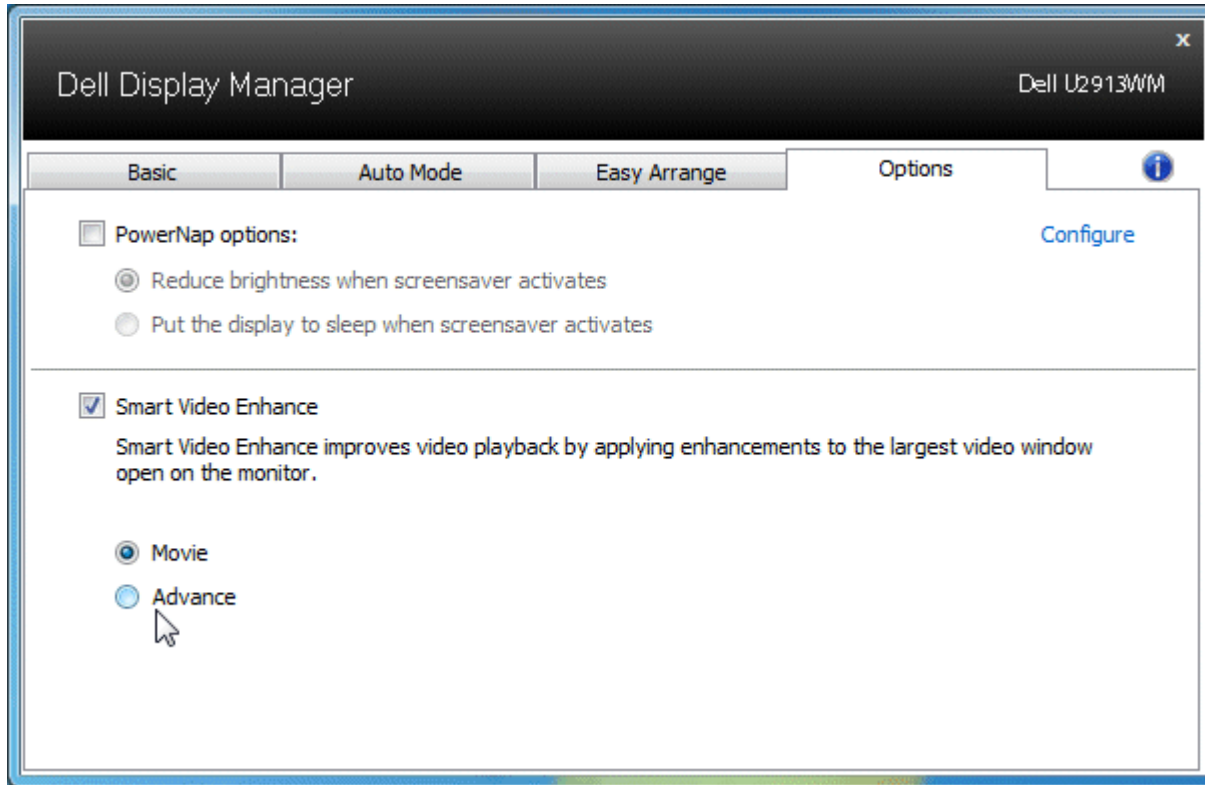 x
Dell Display Manager
Dell U2913WM
Basic
Auto Mode
Easy Arrange
Options
i
PowerNap options:
Configure
Reduce brightness when screensaver activates
Put the display to sleep when screensaver activates
Smart Video Enhance
Smart Video Enhance improves video playback by applying enhancements to the largest video window
open on the monitor.
Movie
Advance